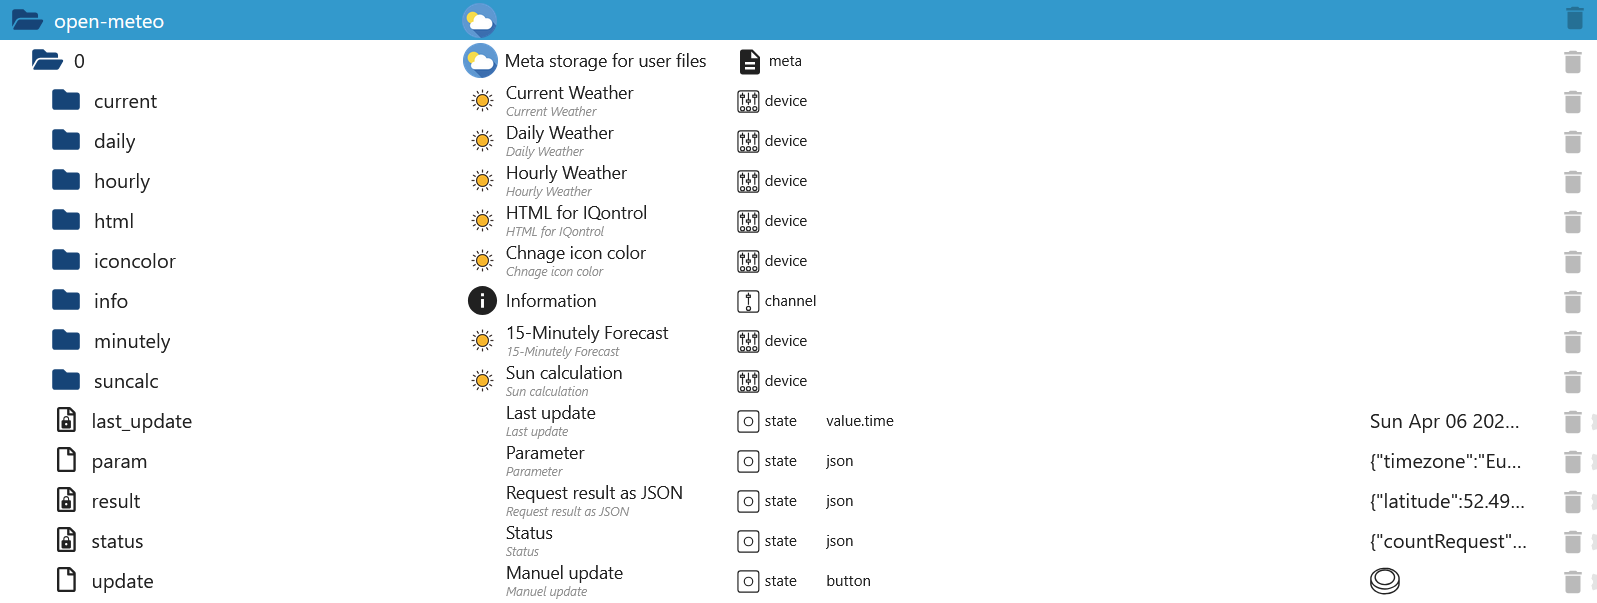 open-meteo
0 Meta storage for user files meta
current Current Weather device
Current Weather
daily Daily Weather device
Daily Weather
hourly Hourly Weather device
Hourly Weather
html HTML for IQontrol device
HTML for IQontrol
iconcolor Chnage icon color device
Chnage icon color
info Information channel
minutely 15-Minutely Forecast device
15-Minutely Forecast
suncalc Sun calculation device
Sun calculation
last_update Last update state value.time Sun Apr 06 202...
Last update
param Parameter state json {"timezone":"Eu...
Parameter
result Request result as JSON state json {"latitude":52.49...
Request result as JSON
status Status state json {"countRequest"...
Status
update Manuel update state button
Manuel update